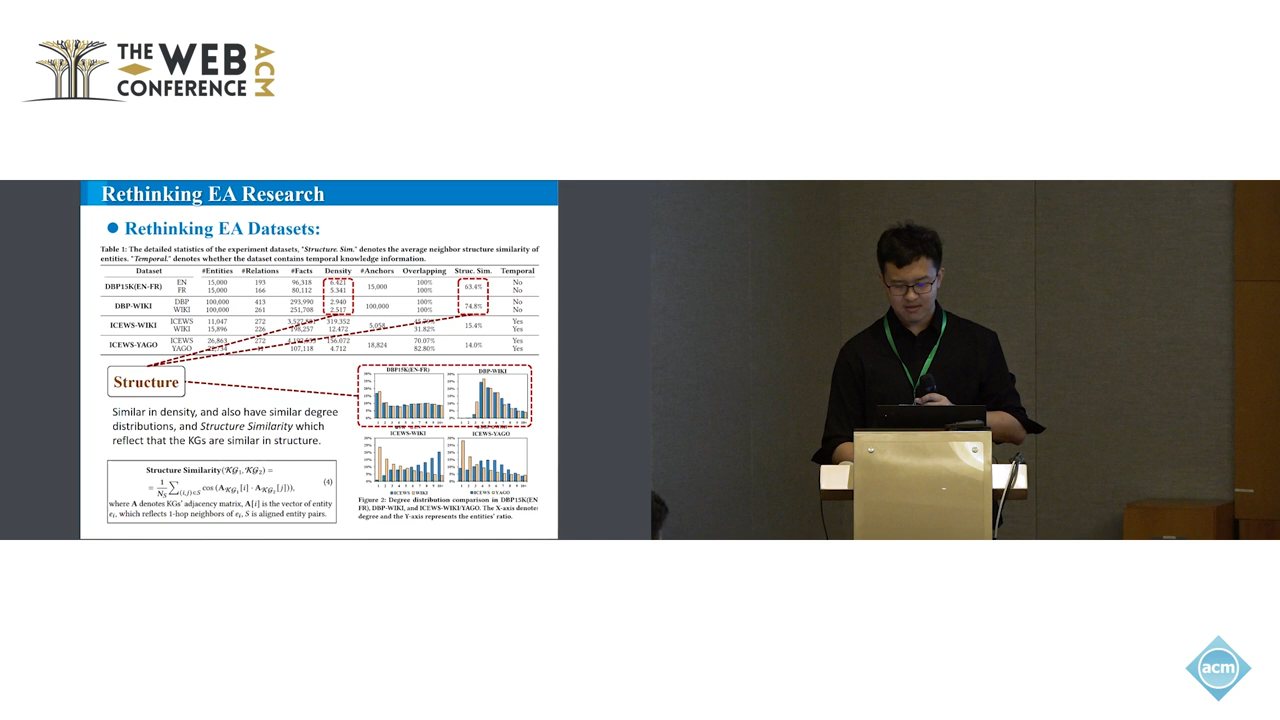 THE WEB
CONFERENCE
ACM
Rethinking EA Research
Rethinking EA Datasets:
Table 1: The detailed statistics of the experiment datasets, "Structure. Sim." denotes the average neighbor structure similarity of
entities. "Temporal." denotes whether the dataset contains temporal knowledge information.
Dataset #Entities #Relations #Facts Density #Anchors Overlapping Struc. Sim. Temporal
DBP15K(EN-FR) EN 15,000 193 96,318 6.421 15,000 100% 63.4% No
FR 15,000 166 80,112 5.341 100% No
DBP-WIKI DBP 100,000 413 293,990 2.940 100,000 100% 74.8% No
WIKI 100,000 261 251,708 2.517 100% No
ICEWS-WIKI ICEWS 11,047 272 319.352 5,058 15.4% Yes
WIKI 15,896 226 198,257 12.472 31.82% Yes
ICEWS-YAGO ICEWS 26,863 272 156.072 18,824 70.07% 14.0% Yes
YAGO 107,118 4.712 82.80% Yes
Structure
Similar in density, and also have similar degree
distributions, and Structure Similarity which
reflect that the KGs are similar in structure.
Structure Similarity(𝒦𝒢₁, 𝒦𝒢₂) =
= 1/N_S ∑_(i,j)∈S cos (A_𝒦𝒢₁[i] · A_𝒦𝒢₂[j])), (4)
where A denotes KGs' adjacency matrix, A[i] is the vector of entity
e_i, which reflects 1-hop neighbors of e_i, S is aligned entity pairs.
DBP15K(EN-FR) DBP-WIKI
ICEWS-WIKI ICEWS-YAGO
ICEWS WIKI ICEWS YAGO
Figure 2: Degree distribution comparison in DBP15K(EN
FR), DBP-WIKI, and ICEWS-WIKI/YAGO. The X-axis denotes
degree and the Y-axis represents the entities' ratio.
acm